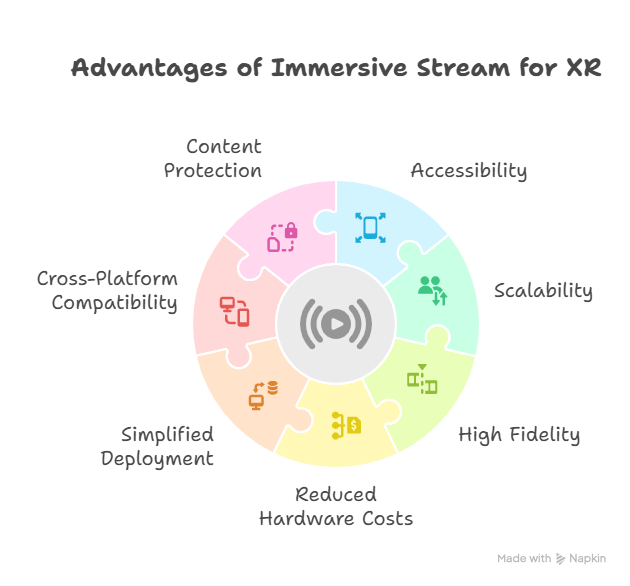 Advantages of Immersive Stream for XR
Content
Protection
Accessibility
Cross-Platform
Compatibility
Scalability
$
Simplified
Deployment
High Fidelity
Reduced
Hardware Costs
Made with Napkin